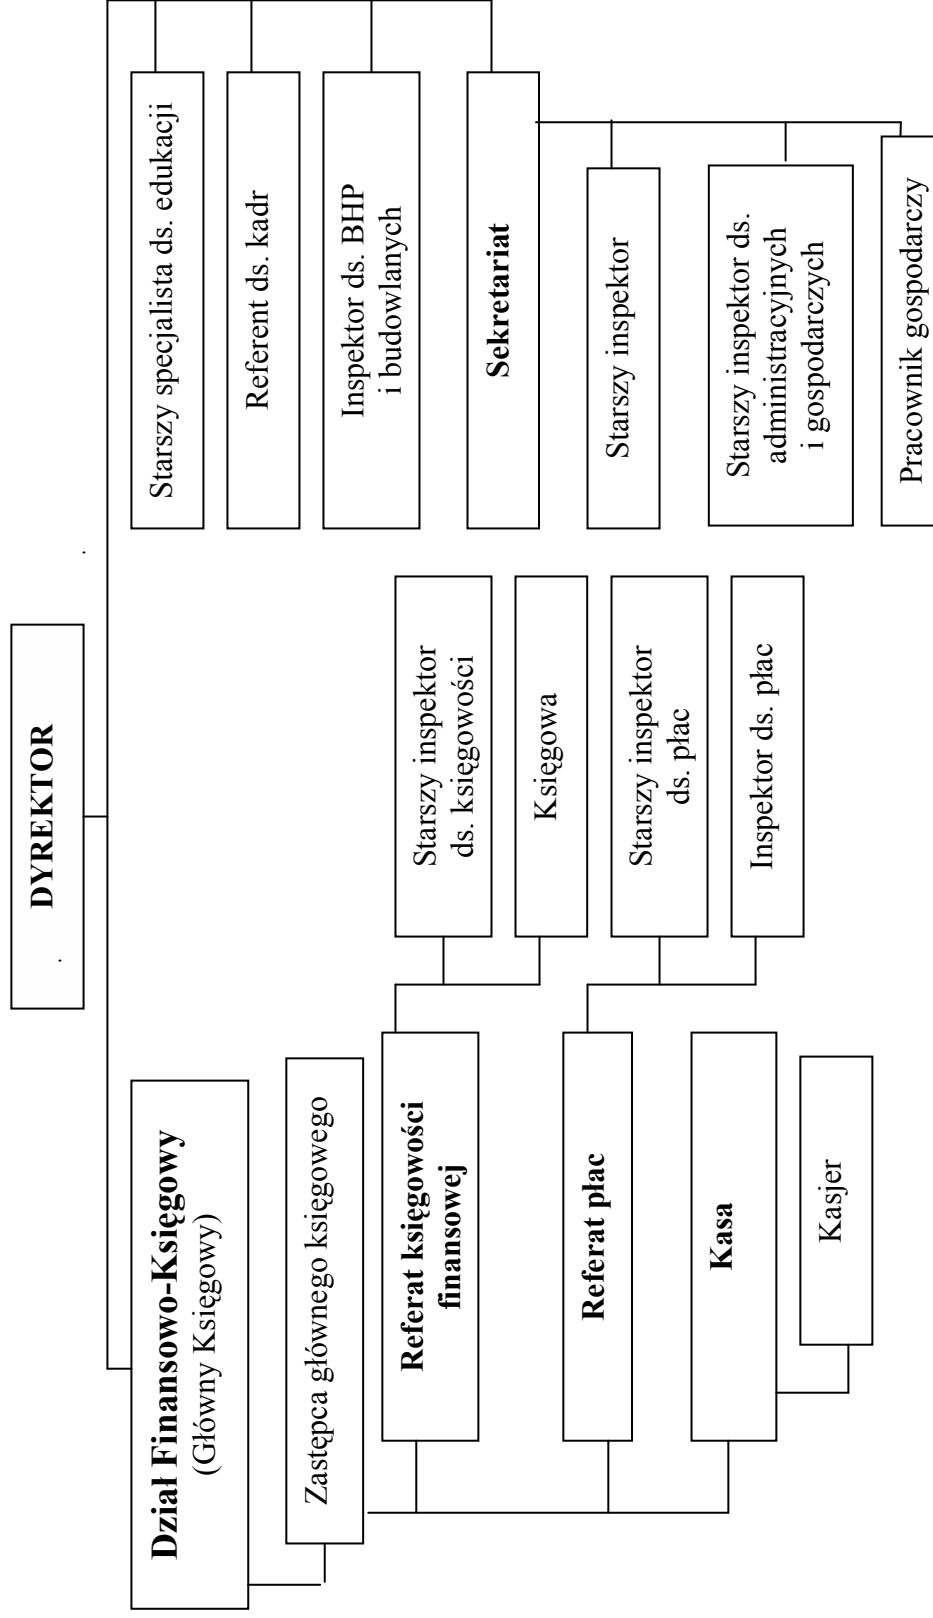 DYREKTOR
Dział Finansowo-Księgowy
(Główny Księgowy)
Zastępca głównego księgowego
Referat księgowości
finansowej
Starszy inspektor
ds. księgowości
Księgowa
Referat płac
Starszy inspektor
ds. płac
Inspektor ds. płac
Kasa
Kasjer
Starszy specjalista ds. edukacji
Referent ds. kadr
Inspektor ds. BHP
i budowlanych
Sekretariat
Starszy inspektor
Starszy inspektor ds.
administracyjnych
i gospodarczych
Pracownik gospodarczy